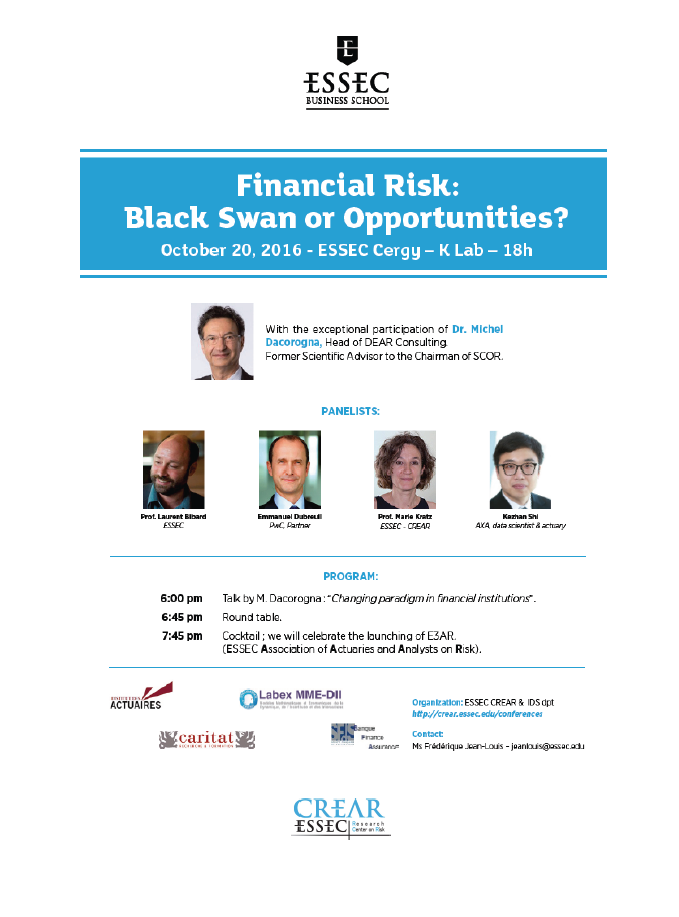 ESSEC
BUSINESS SCHOOL
Financial Risk:
Black Swan or Opportunities?
October 20, 2016 - ESSEC Cergy – K Lab – 18h
With the exceptional participation of Dr. Michel
Dacorogna, Head of DEAR Consulting.
Former Scientific Advisor to the Chairman of SCOR.
PANELISTS:
Prof. Laurent Bibard
ESSEC
Emmanuel Dubreuil
PwC, Partner
Prof. Marie Kratz
ESSEC - CREAR
Kezhan Shi
AXA, data scientist & actuary
PROGRAM:
6:00 pm Talk by M. Dacorogna : "Changing paradigm in financial institutions".
6:45 pm Round table.
7:45 pm Cocktail ; we will celebrate the launching of E3AR.
(ESSEC Association of Actuaries and Analysts on Risk).
INSTITUT DES
ACTUAIRES
Labex MME-DII
caritat
RECHERCHE & FORMATION
Banque
Finance
Assurance
Organization: ESSEC CREAR & IDS dpt
http://crear.essec.edu/conferences
Contact:
Ms Frédérique Jean-Louis - jeanlouis@essec.edu
CREAR
ESSEC Research
Center on Risk